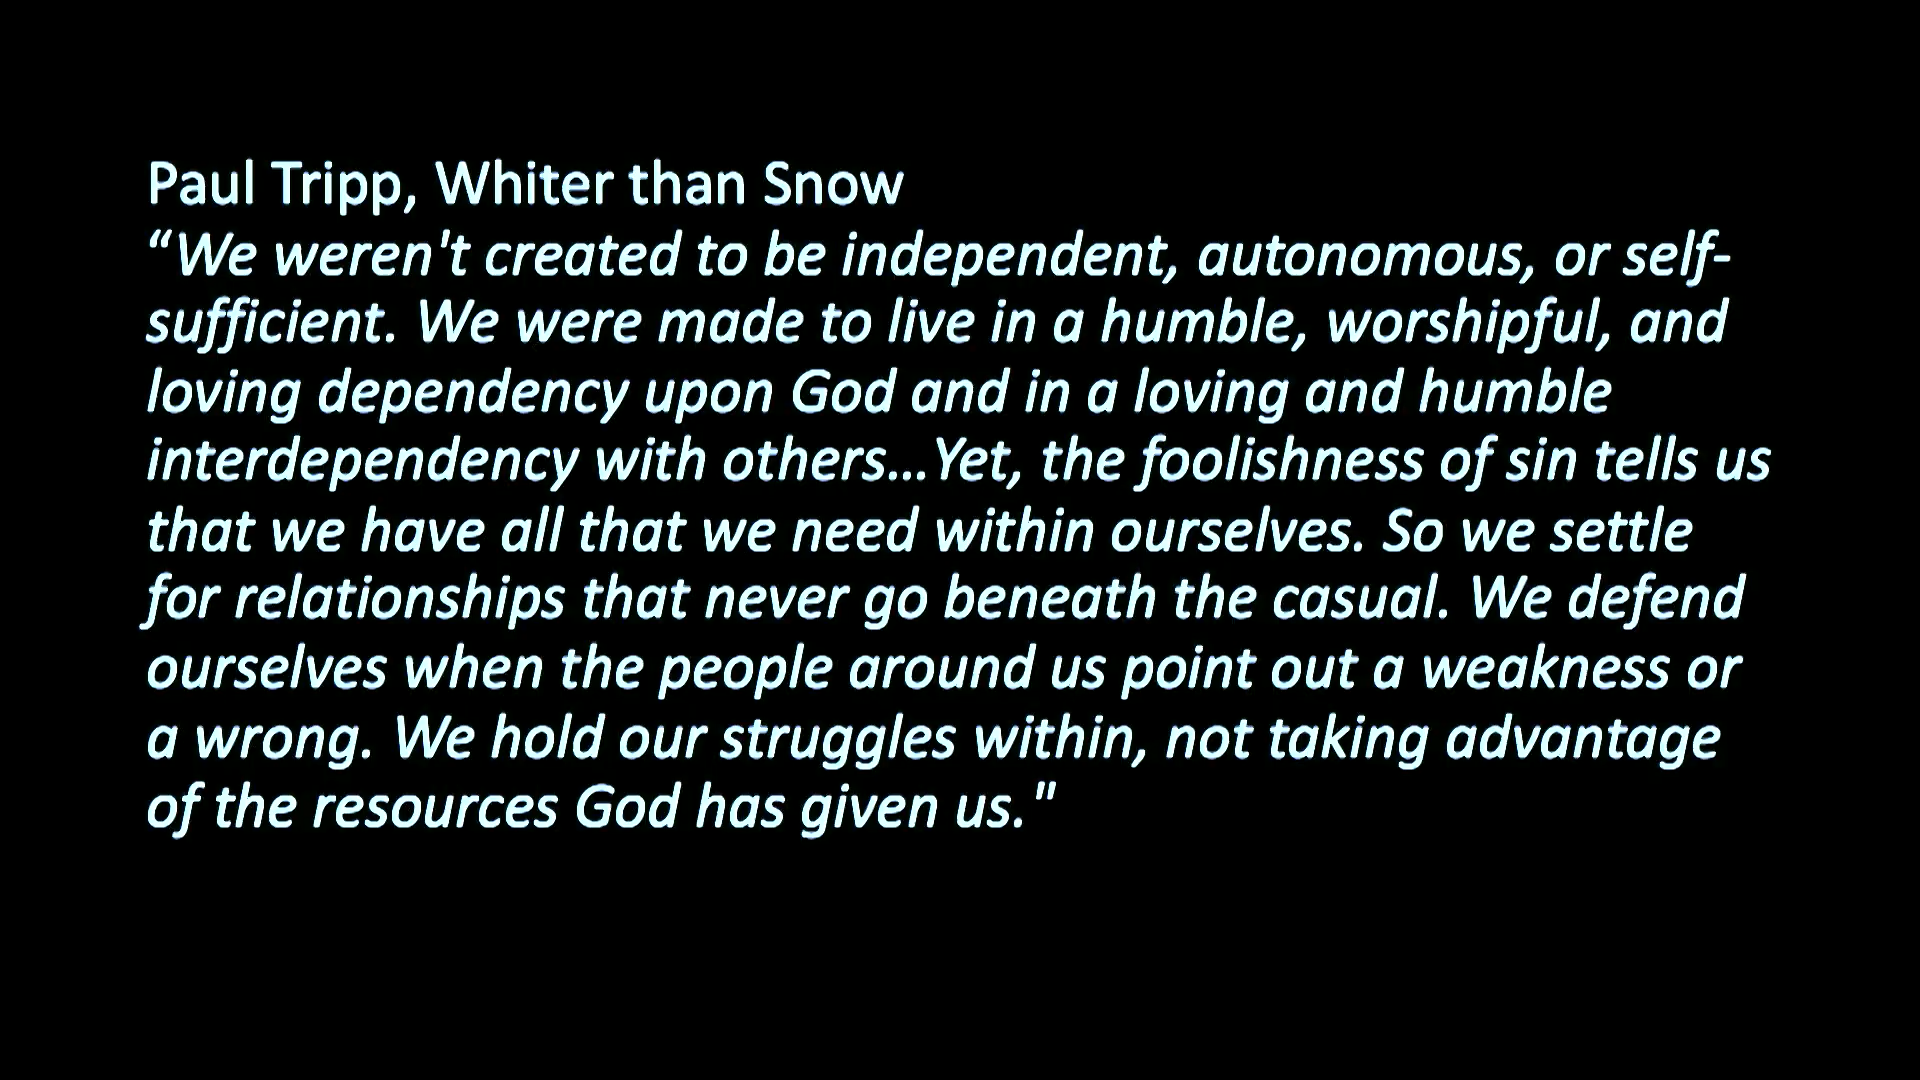 Paul Tripp, Whiter than Snow
“We weren't created to be independent, autonomous, or self-
sufficient. We were made to live in a humble, worshipful, and
loving dependency upon God and in a loving and humble
interdependency with others…Yet, the foolishness of sin tells us
that we have all that we need within ourselves. So we settle
for relationships that never go beneath the casual. We defend
ourselves when the people around us point out a weakness or
a wrong. We hold our struggles within, not taking advantage
of the resources God has given us."